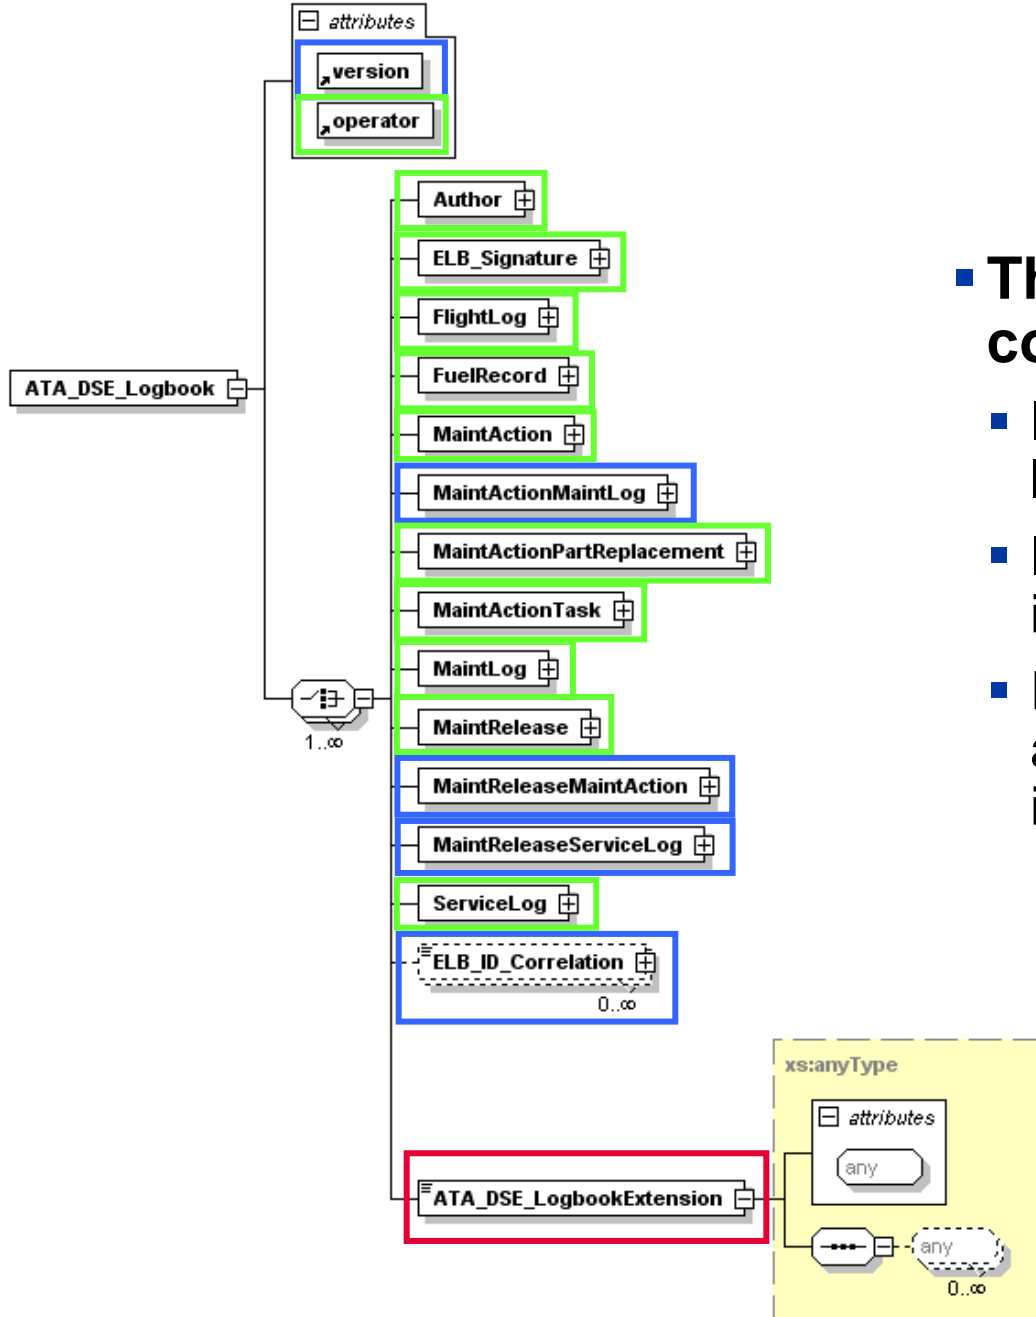 attributes
version
operator
Author
ELB_Signature
FlightLog
FuelRecord
ATA_DSE_Logbook
MaintAction
MaintActionMaintLog
MaintActionPartReplacement
MaintActionTask
MaintLog
MaintRelease
1..∞
MaintReleaseMaintAction
MaintReleaseServiceLog
ServiceLog
ELB_ID_Correlation
0..∞
xs:anyType
attributes
any
ATA_DSE_LogbookExtension
any
0..∞